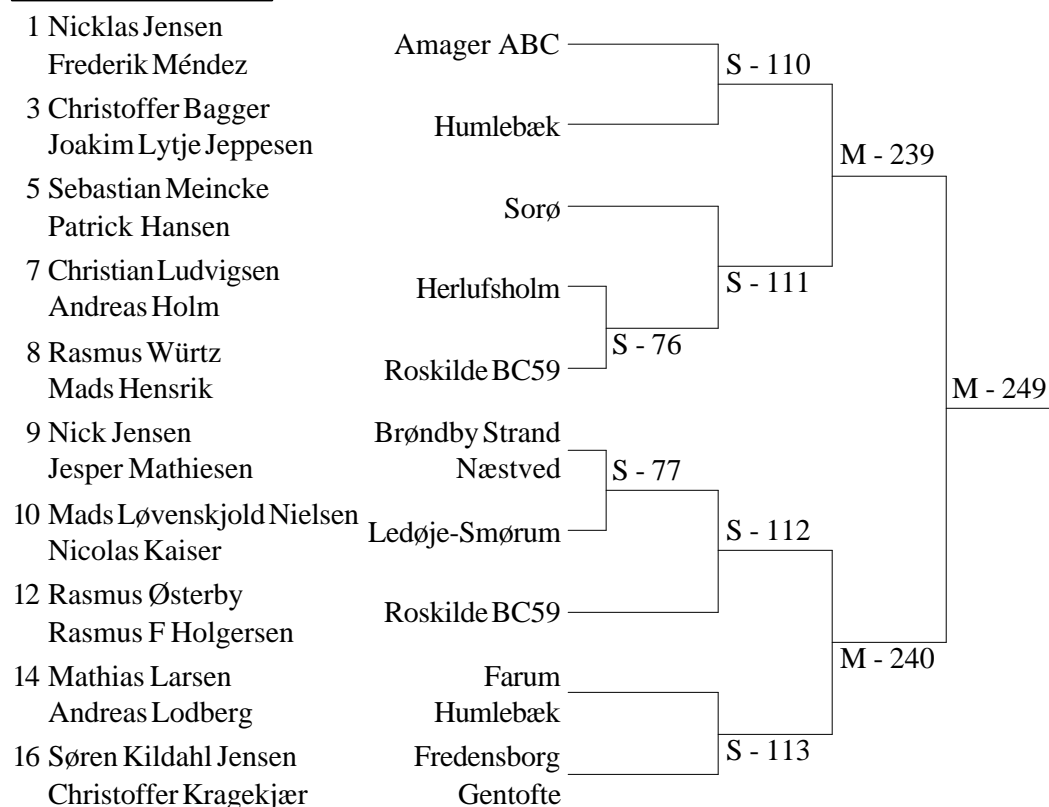 1 Nicklas Jensen
Frederik Méndez
Amager ABC
S - 110
3 Christoffer Bagger
Joakim Lytje Jeppesen
Humlebæk
M - 239
5 Sebastian Meincke
Patrick Hansen
Sorø
7 Christian Ludvigsen
Andreas Holm
Herlufsholm
S - 111
S - 76
8 Rasmus Würtz
Mads Hensrik
Roskilde BC59
M - 249
9 Nick Jensen
Jesper Mathiesen
Brøndby Strand
Næstved
S - 77
10 Mads Løvenskjold Nielsen
Nicolas Kaiser
Ledøje-Smørum
S - 112
12 Rasmus Østerby
Rasmus F Holgersen
Roskilde BC59
M - 240
14 Mathias Larsen
Andreas Lodberg
Farum
Humlebæk
S - 113
16 Søren Kildahl Jensen
Christoffer Kragekjær
Fredensborg
Gentofte